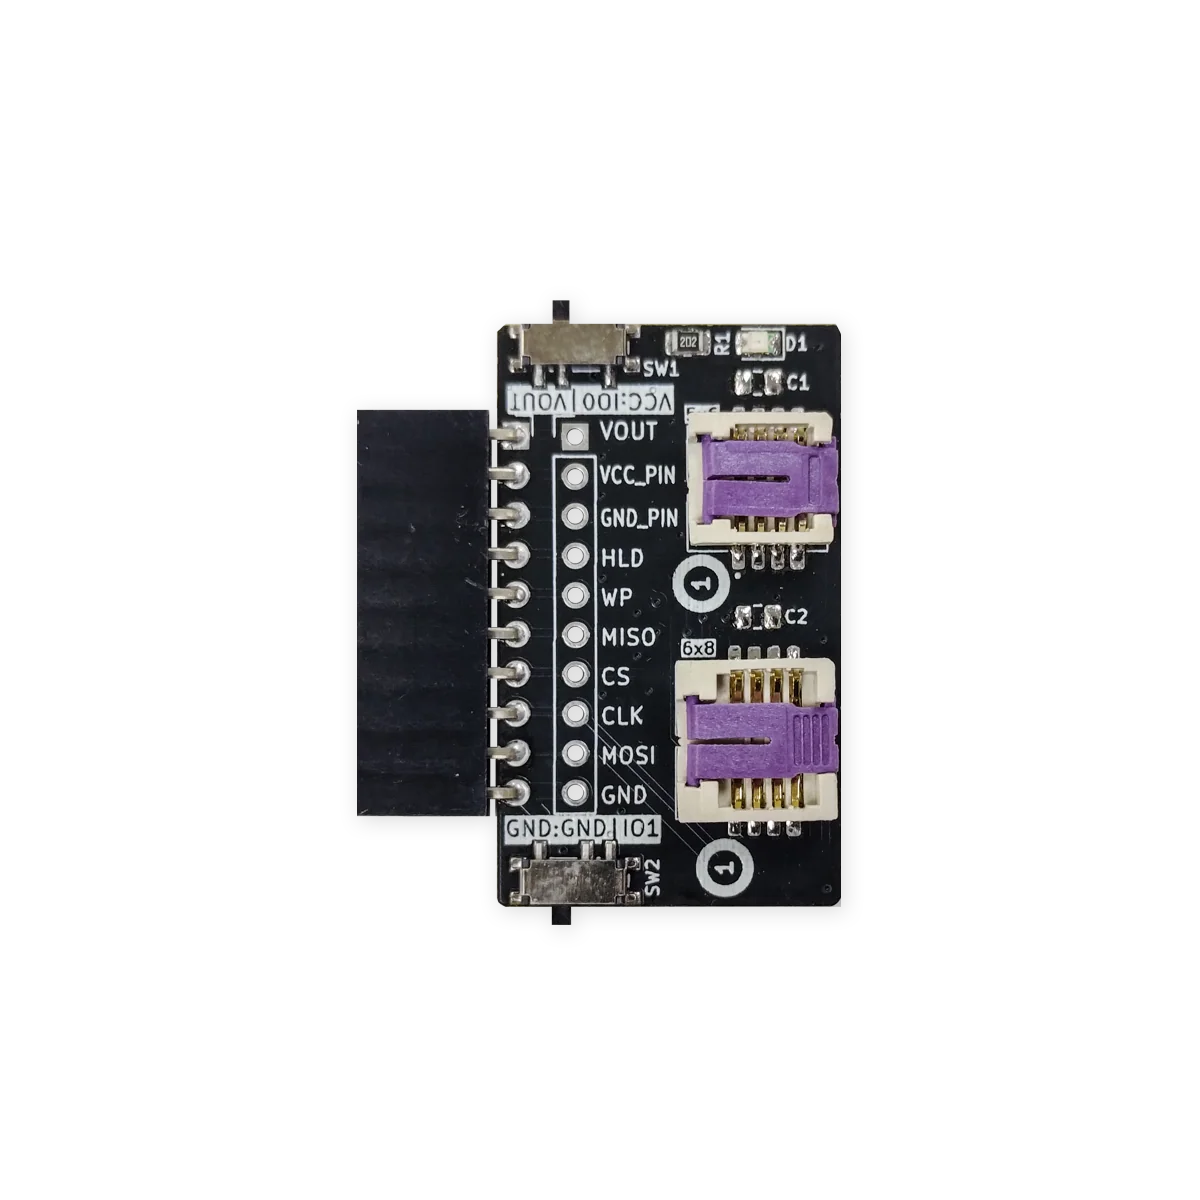 202
R1
D1
SW1
C1
VCC:IO0|VOUT
VOUT
VCC_PIN
GND_PIN
HLD
1
WP
C2
MISO
6x8
CS
CLK
MOSI
GND
GND:GND|IO1
1
SW2